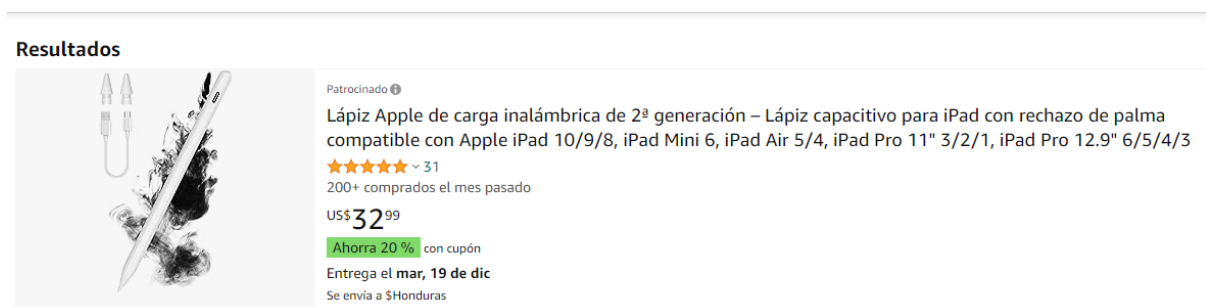 Resultados
Patrocinado
Lápiz Apple de carga inalámbrica de 2ª generación – Lápiz capacitivo para iPad con rechazo de palma
compatible con Apple iPad 10/9/8, iPad Mini 6, iPad Air 5/4, iPad Pro 11" 3/2/1, iPad Pro 12.9" 6/5/4/3
31
200+ comprados el mes pasado
US$32⁹⁹
Ahorra 20 % con cupón
Entrega el mar, 19 de dic
Se envía a $Honduras